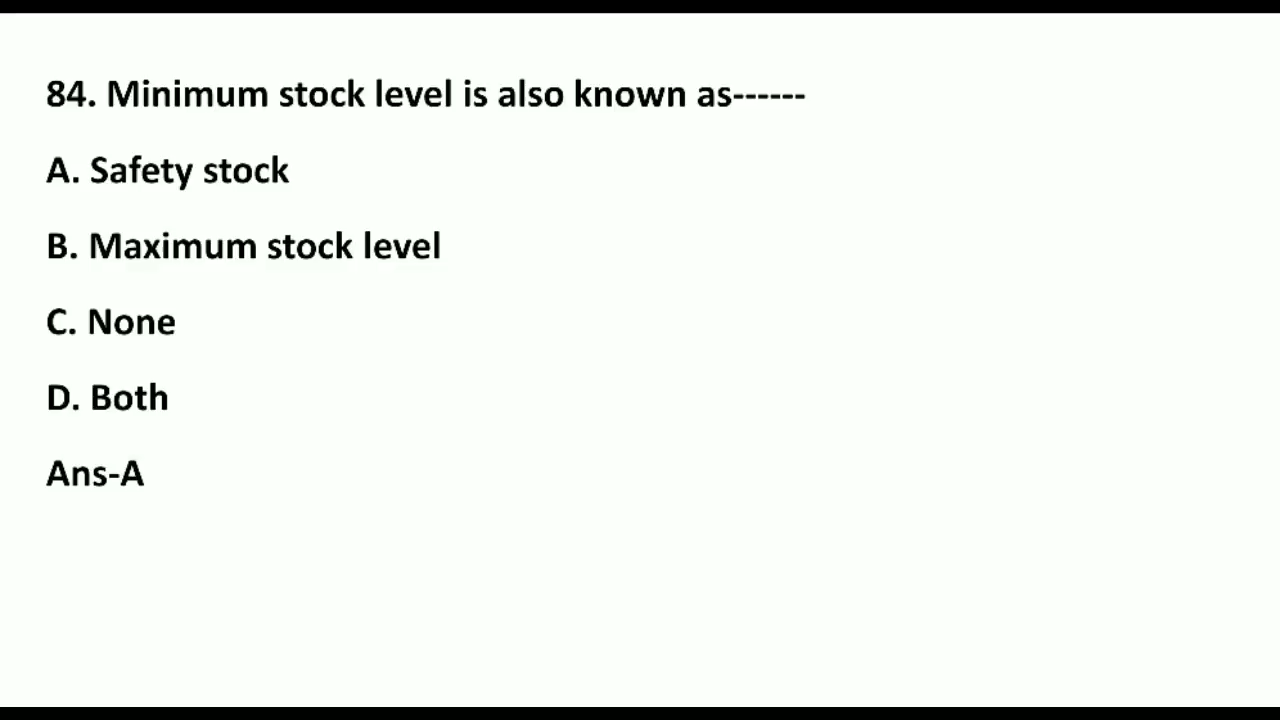 84. Minimum stock level is also known as------
A. Safety stock
B. Maximum stock level
C. None
D. Both
Ans-A